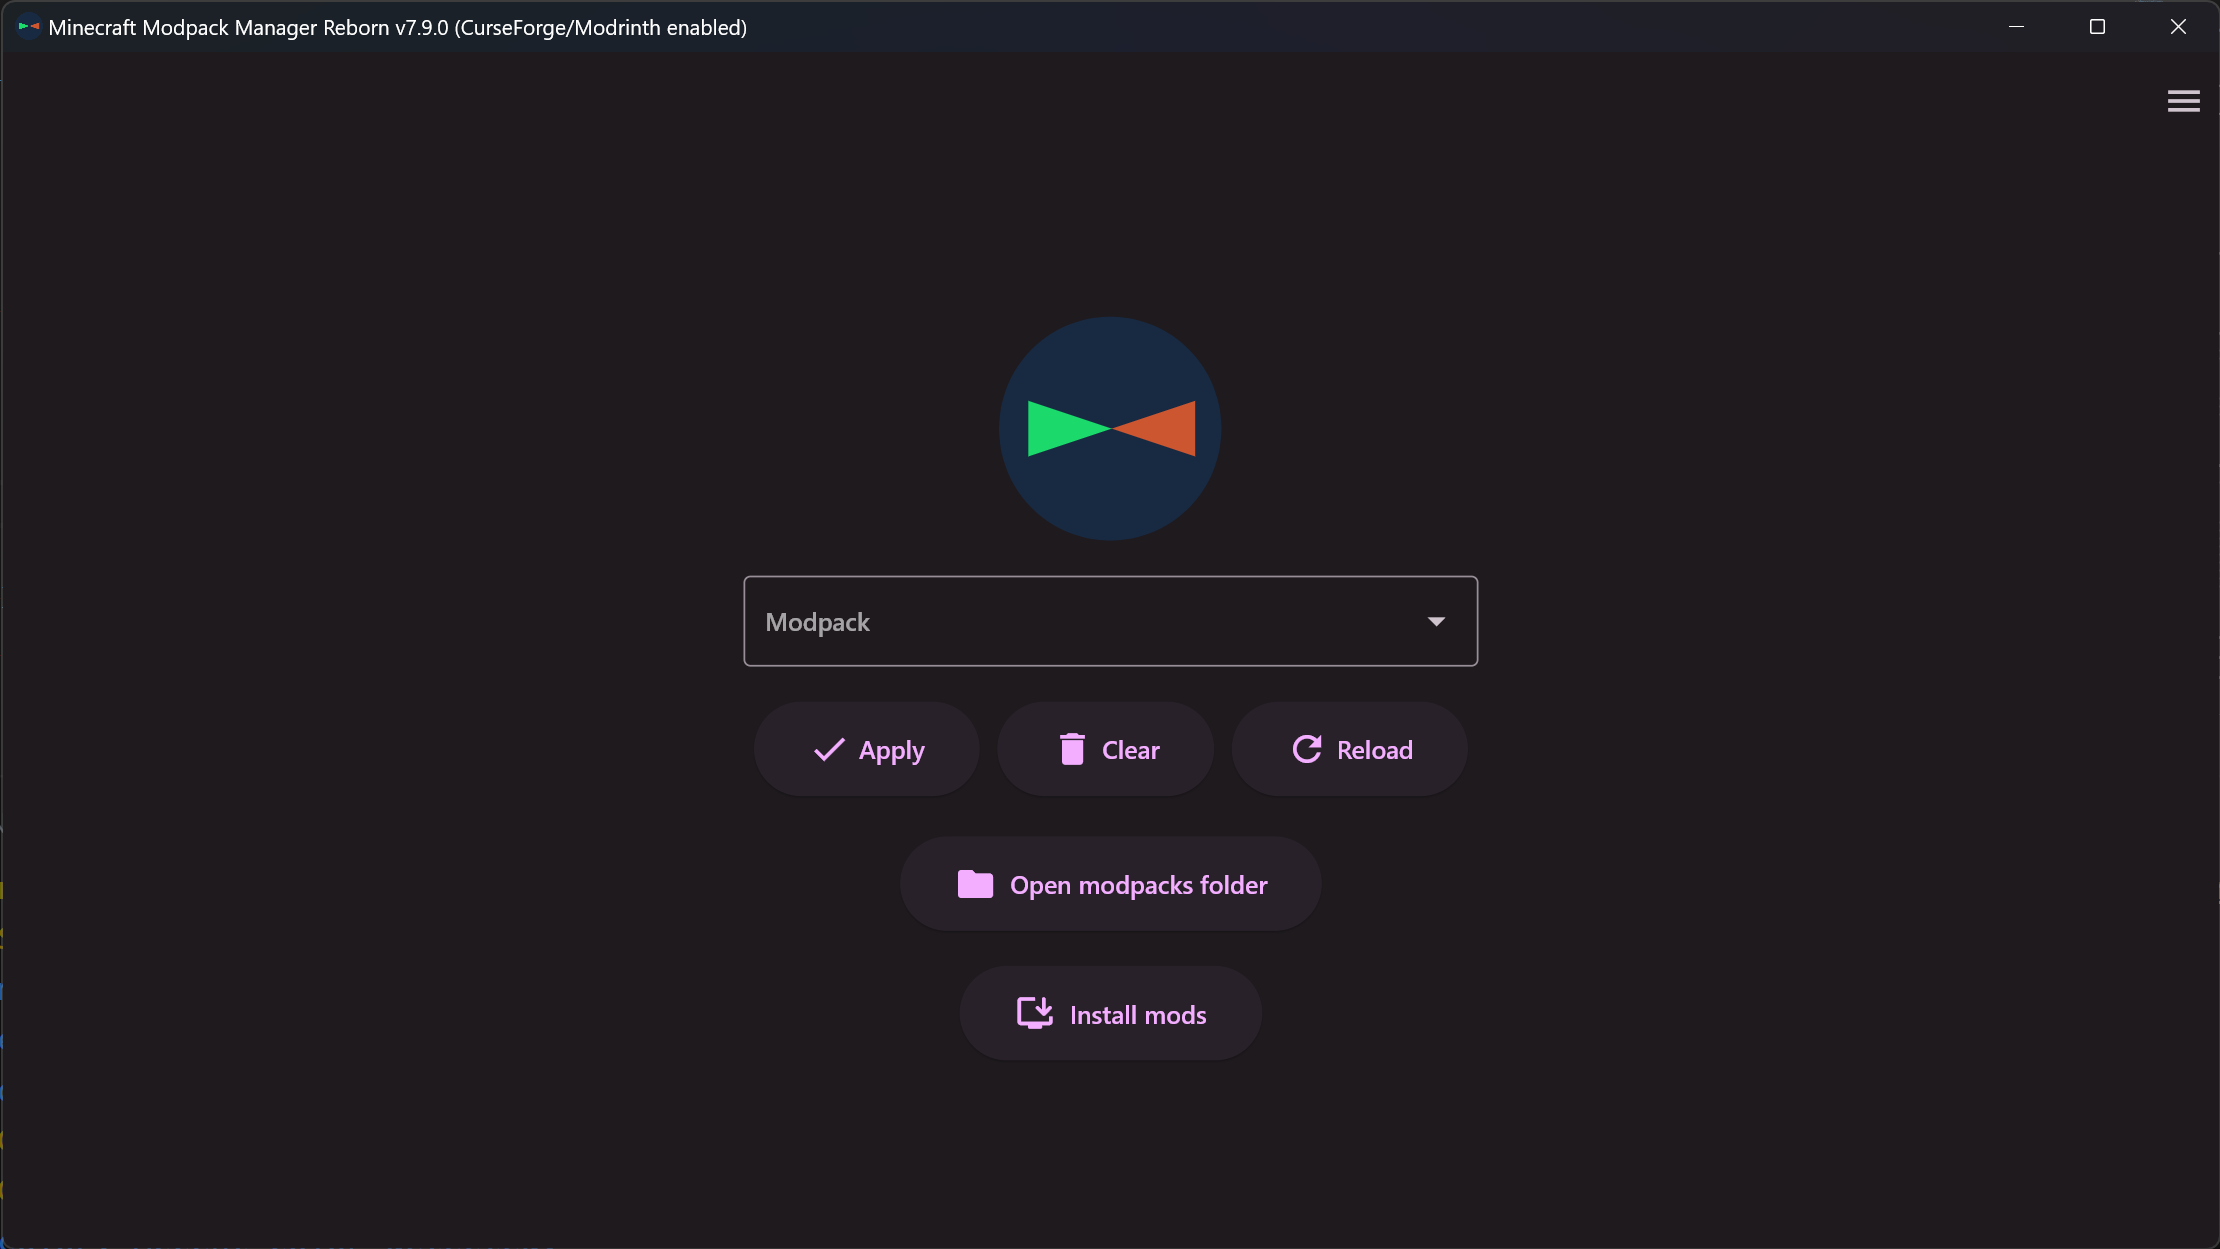 Minecraft Modpack Manager Reborn v7.9.0 (CurseForge/Modrinth enabled)
Modpack
Apply
Clear
Reload
Open modpacks folder
Install mods